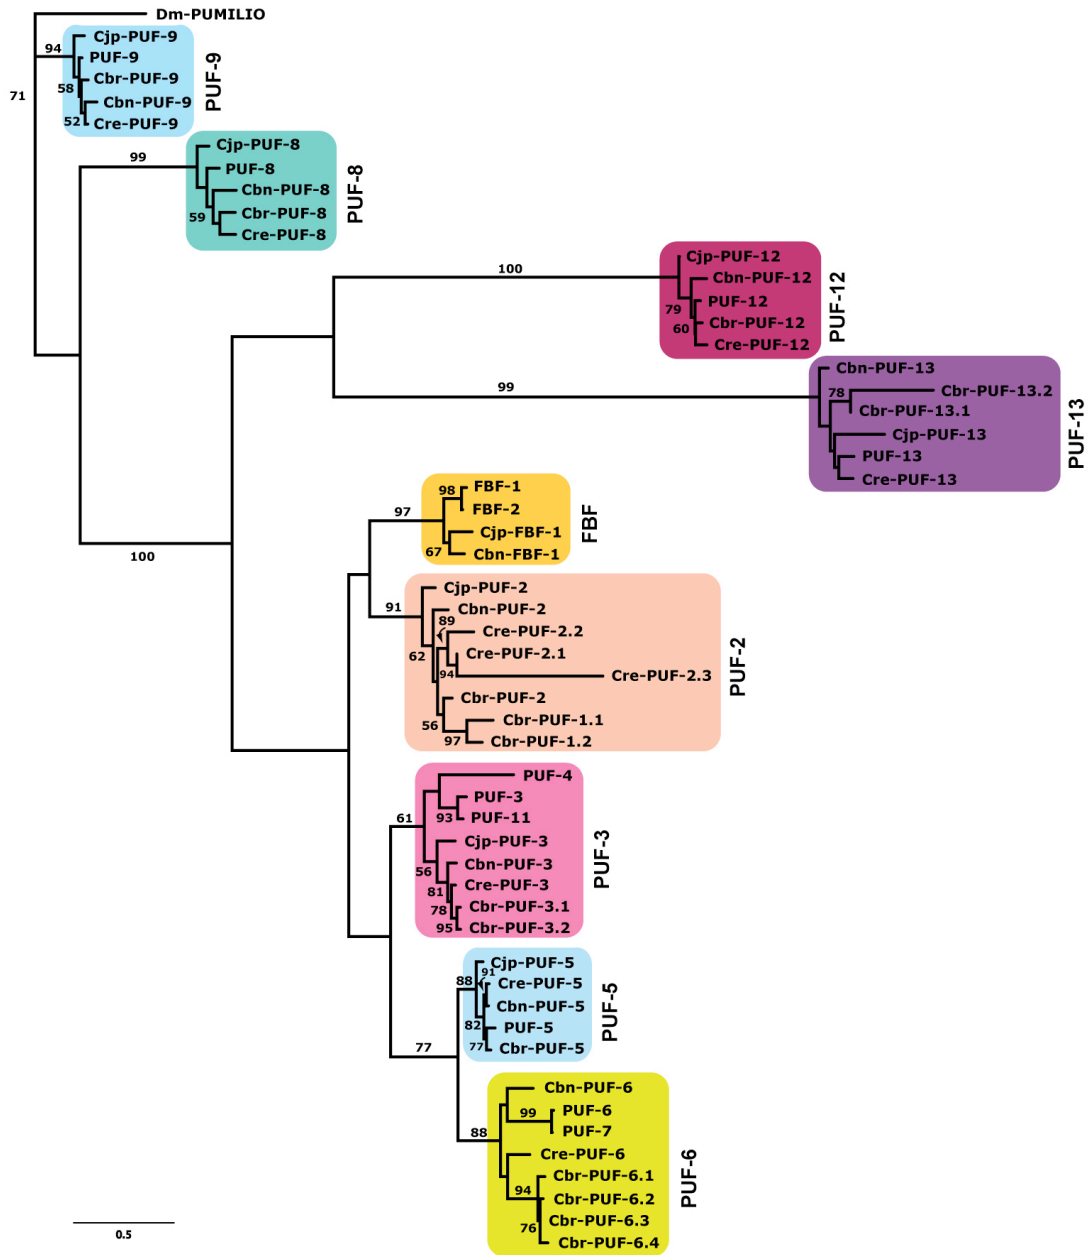 Dm-PUMILIO
94
Cjp-PUF-9
PUF-9
58
Cbr-PUF-9
Cbn-PUF-9
52
Cre-PUF-9
PUF-9
71
99
Cjp-PUF-8
PUF-8
Cbn-PUF-8
59
Cbr-PUF-8
Cre-PUF-8
PUF-8
100
Cjp-PUF-12
Cbn-PUF-12
79
PUF-12
60
Cbr-PUF-12
Cre-PUF-12
PUF-12
99
Cbn-PUF-13
78
Cbr-PUF-13.2
Cbr-PUF-13.1
Cjp-PUF-13
PUF-13
Cre-PUF-13
PUF-13
100
97
98
FBF-1
FBF-2
Cjp-FBF-1
67
Cbn-FBF-1
FBF
91
Cjp-PUF-2
Cbn-PUF-2
89
Cre-PUF-2.2
62
Cre-PUF-2.1
94
Cre-PUF-2.3
Cbr-PUF-2
56
Cbr-PUF-1.1
97
Cbr-PUF-1.2
PUF-2
61
PUF-4
PUF-3
93
PUF-11
Cjp-PUF-3
56
Cbn-PUF-3
81
Cre-PUF-3
78
Cbr-PUF-3.1
95
Cbr-PUF-3.2
PUF-3
77
88
Cjp-PUF-5
91
Cre-PUF-5
Cbn-PUF-5
82
PUF-5
77
Cbr-PUF-5
PUF-5
88
Cbn-PUF-6
99
PUF-6
PUF-7
Cre-PUF-6
Cbr-PUF-6.1
94
Cbr-PUF-6.2
76
Cbr-PUF-6.3
Cbr-PUF-6.4
PUF-6
0.5